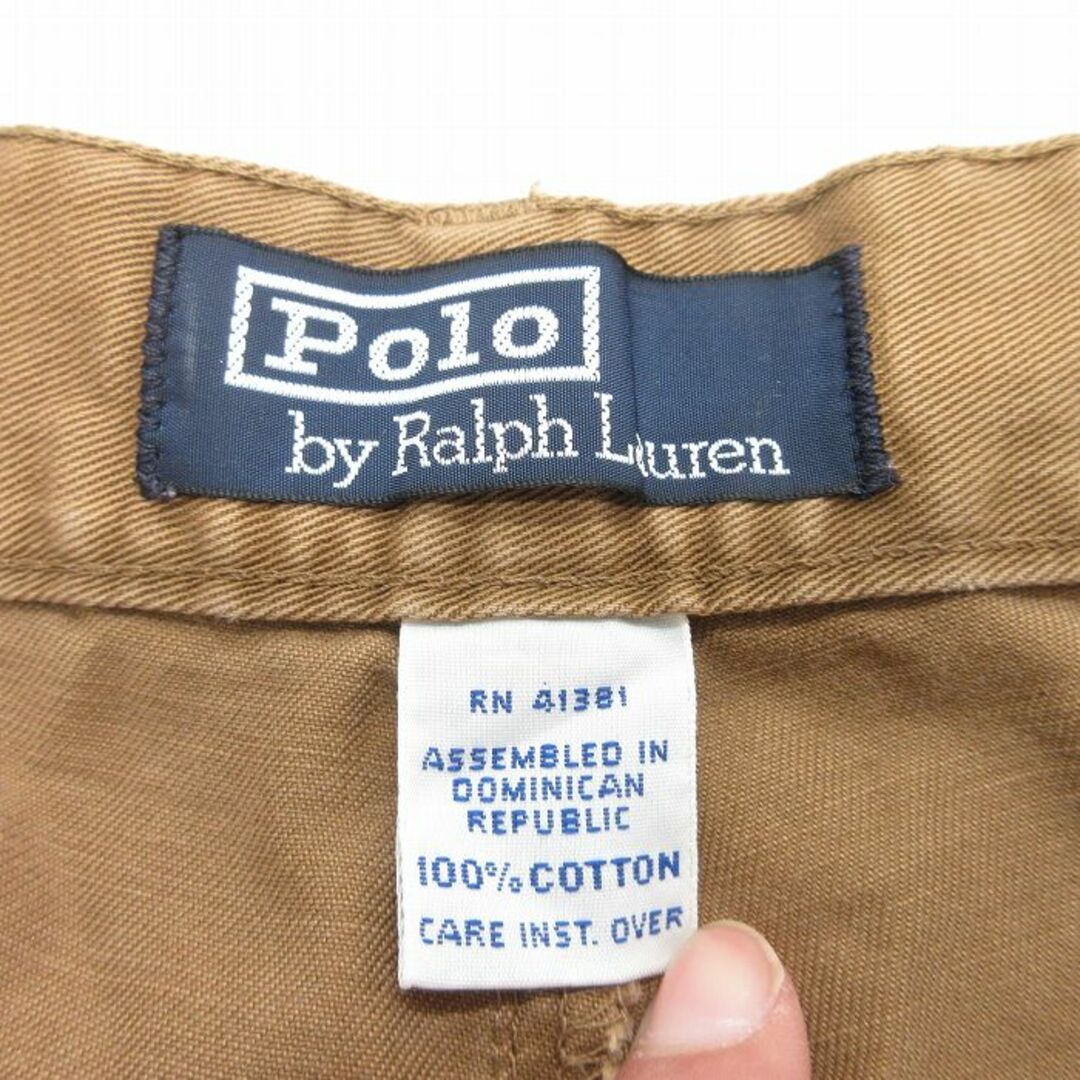 Polo
by Ralph Lauren
RN 41381
ASSEMBLED IN
DOMINICAN
REPUBLIC
100% COTTON
CARE INST. OVER